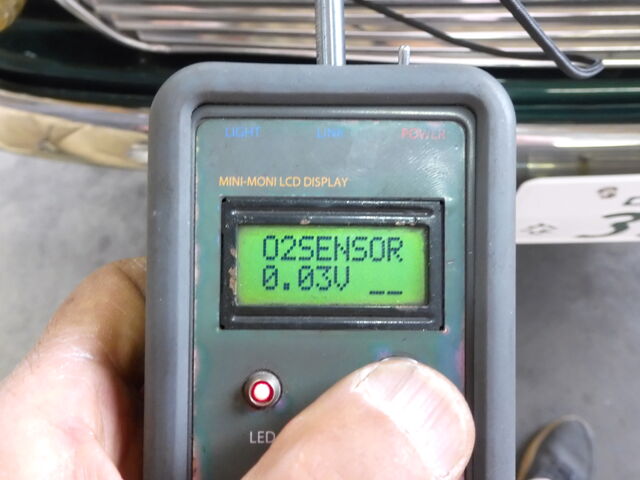 LIGHT LINK POWER
MINI-MONI LCD DISPLAY
O2SENSOR
0.03V __
LED